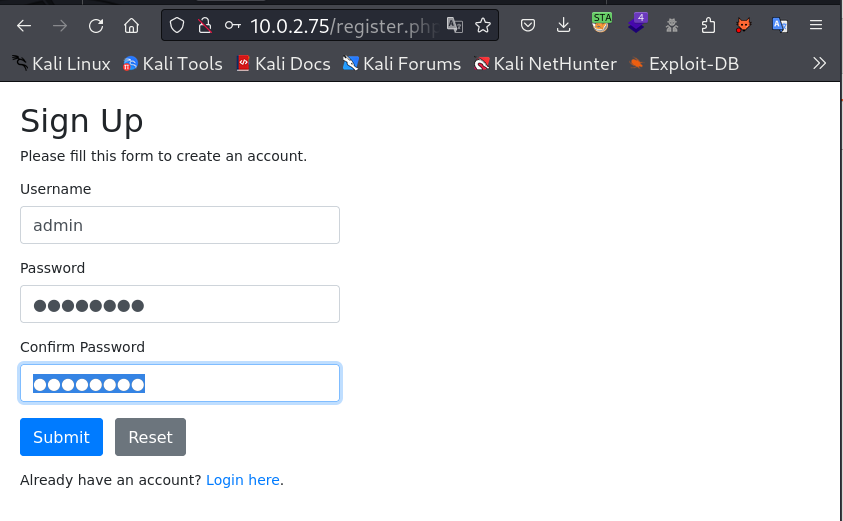 10.0.2.75/register.php
STA
4
Kali Linux Kali Tools Kali Docs Kali Forums Kali NetHunter Exploit-DB
Sign Up
Please fill this form to create an account.
Username
admin
Password
●●●●●●●●
Confirm Password
●●●●●●●●
Submit Reset
Already have an account? Login here.